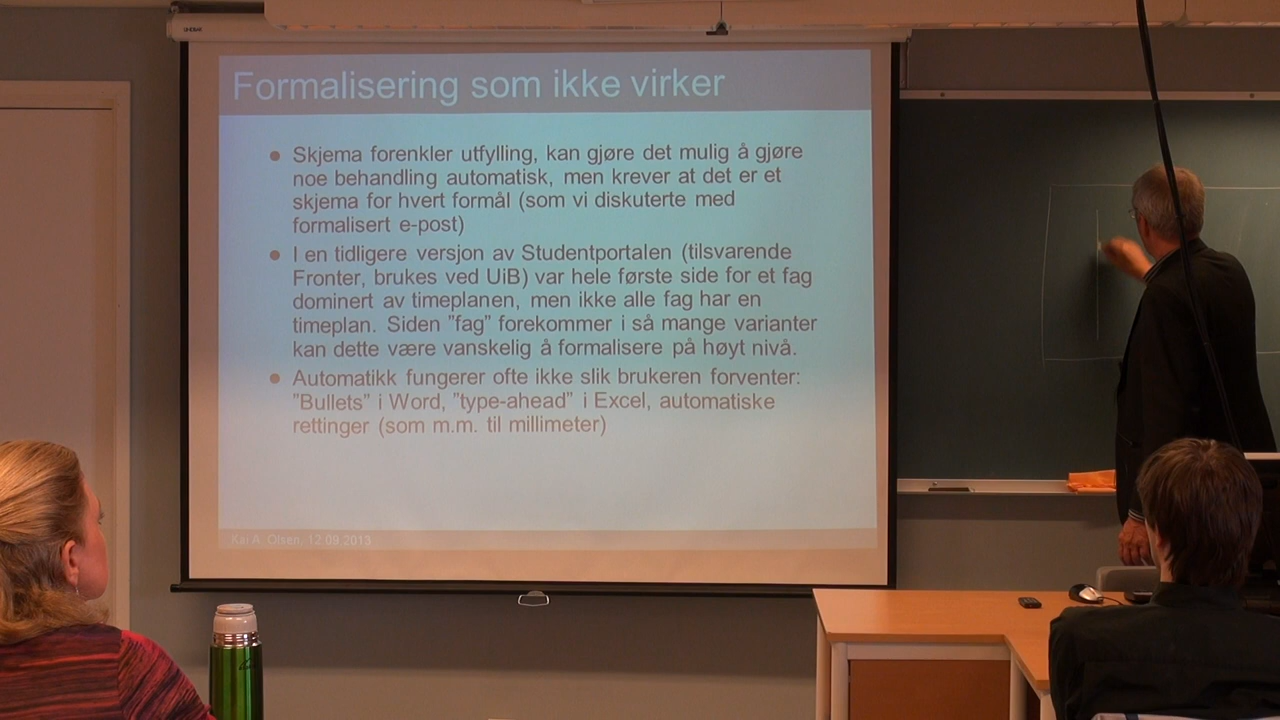 Formalisering som ikke virker
● Skjema forenkler utfylling, kan gjøre det mulig å gjøre
noe behandling automatisk, men krever at det er et
skjema for hvert formål (som vi diskuterte med
formalisert e-post)
● I en tidligere versjon av Studentportalen (tilsvarende
Fronter, brukes ved UiB) var hele første side for et fag
dominert av timeplanen, men ikke alle fag har en
timeplan. Siden ”fag” forekommer i så mange varianter
kan dette være vanskelig å formalisere på høyt nivå.
● Automatikk fungerer ofte ikke slik brukeren forventer:
”Bullets” i Word, ”type-ahead” i Excel, automatiske
rettinger (som m.m. til millimeter)
Kai A. Olsen, 12.09.2013